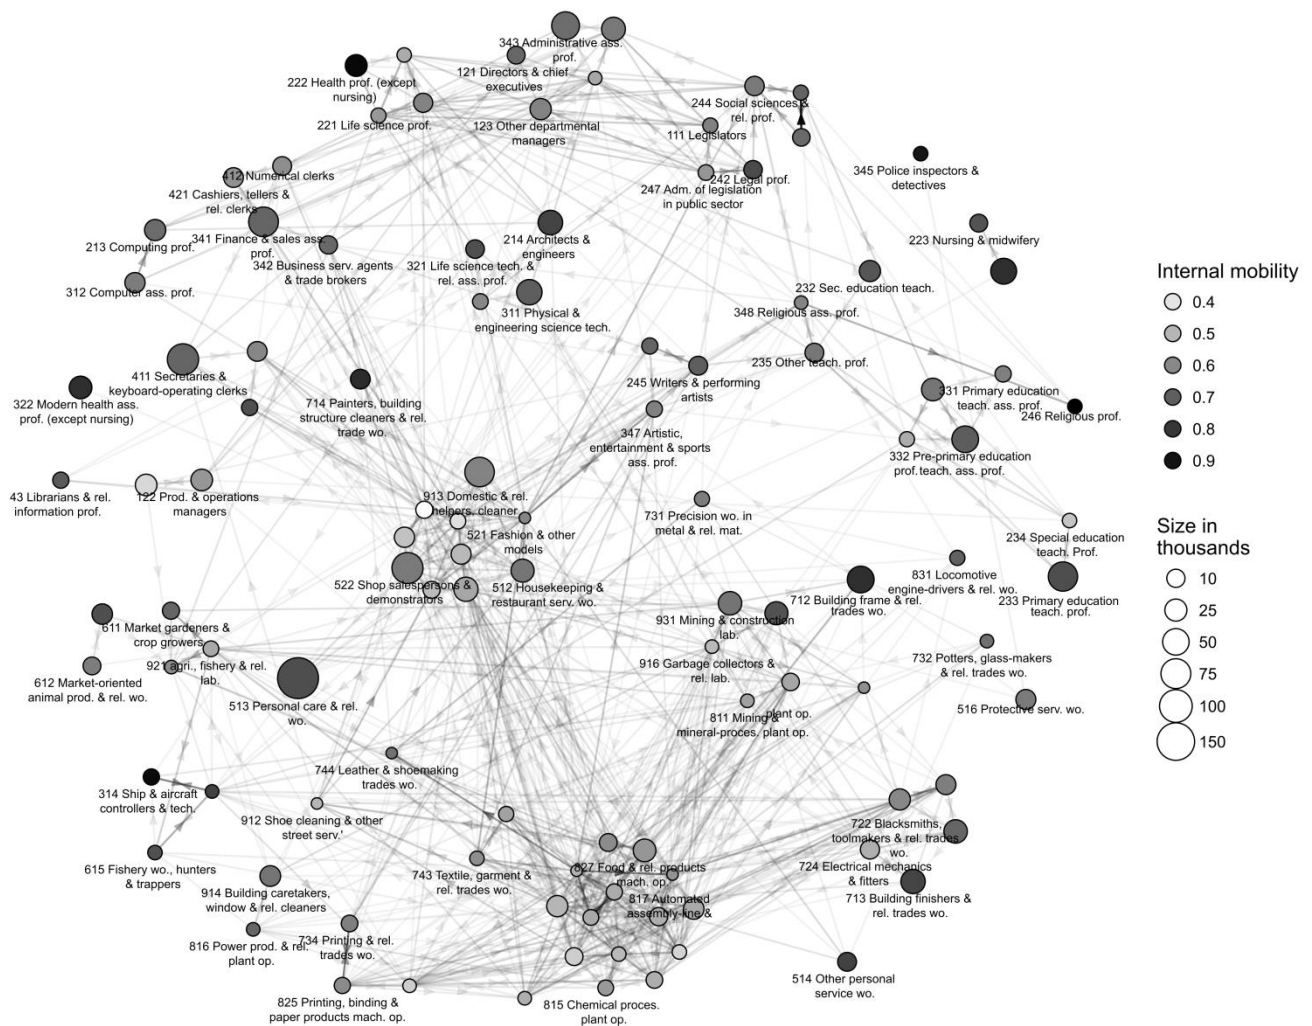 343 Administrative ass.
prof.
222 Health prof. (except
nursing)
121 Directors & chief
executives
221 Life science prof.
123 Other departmental
managers
244 Social sciences &
rel. prof.
111 Legislators
345 Police inspectors &
detectives
412 Numerical clerks
421 Cashiers, tellers &
rel. clerks
242 Legal prof.
247 Adm. of legislation
in public sector
213 Computing prof.
341 Finance & sales ass.
prof.
342 Business serv. agents
& trade brokers
214 Architects &
engineers
321 Life science tech. &
rel. ass. prof.
223 Nursing & midwifery
312 Computer ass. prof.
232 Sec. education teach.
311 Physical &
engineering science tech.
348 Religious ass. prof.
235 Other teach. prof.
411 Secretaries &
keyboard-operating clerks
322 Modern health ass.
prof. (except nursing)
714 Painters, building
structure cleaners & rel.
trade wo.
245 Writers & performing
artists
331 Primary education
teach. ass. prof.
246 Religious prof.
347 Artistic,
entertainment & sports
ass. prof.
332 Pre-primary education
prof.teach. ass. prof.
43 Librarians & rel.
information prof.
122 Prod. & operations
managers
913 Domestic & rel.
helpers, cleaner
731 Precision wo. in
metal & rel. mat.
521 Fashion & other
models
234 Special education
teach. Prof.
522 Shop salespersons &
demonstrators
512 Housekeeping &
restaurant serv. wo.
831 Locomotive
engine-drivers & rel. wo.
712 Building frame & rel.
trades wo.
233 Primary education
teach. prof.
611 Market gardeners &
crop growers
931 Mining & construction
lab.
921 agri., fishery & rel.
lab.
916 Garbage collectors &
rel. lab.
732 Potters, glass-makers
& rel. trades wo.
612 Market-oriented
animal prod. & rel. wo.
513 Personal care & rel.
wo.
516 Protective serv. wo.
plant op.
811 Mining &
mineral-proces. plant op.
744 Leather & shoemaking
trades wo.
314 Ship & aircraft
controllers & tech.
912 Shoe cleaning & other
street serv.'
722 Blacksmiths,
toolmakers & rel. trades
wo.
615 Fishery wo., hunters
& trappers
743 Textile, garment &
rel. trades wo.
827 Food & rel. products
mach. op.
724 Electrical mechanics
& fitters
914 Building caretakers,
window & rel. cleaners
817 Automated
assembly-line &
713 Building finishers &
rel. trades wo.
816 Power prod. & rel.
plant op.
734 Printing & rel.
trades wo.
514 Other personal
service wo.
825 Printing, binding &
paper products mach. op.
815 Chemical proces.
plant op.
Internal mobility
0.4
0.5
0.6
0.7
0.8
0.9
Size in
thousands
10
25
50
75
100
150